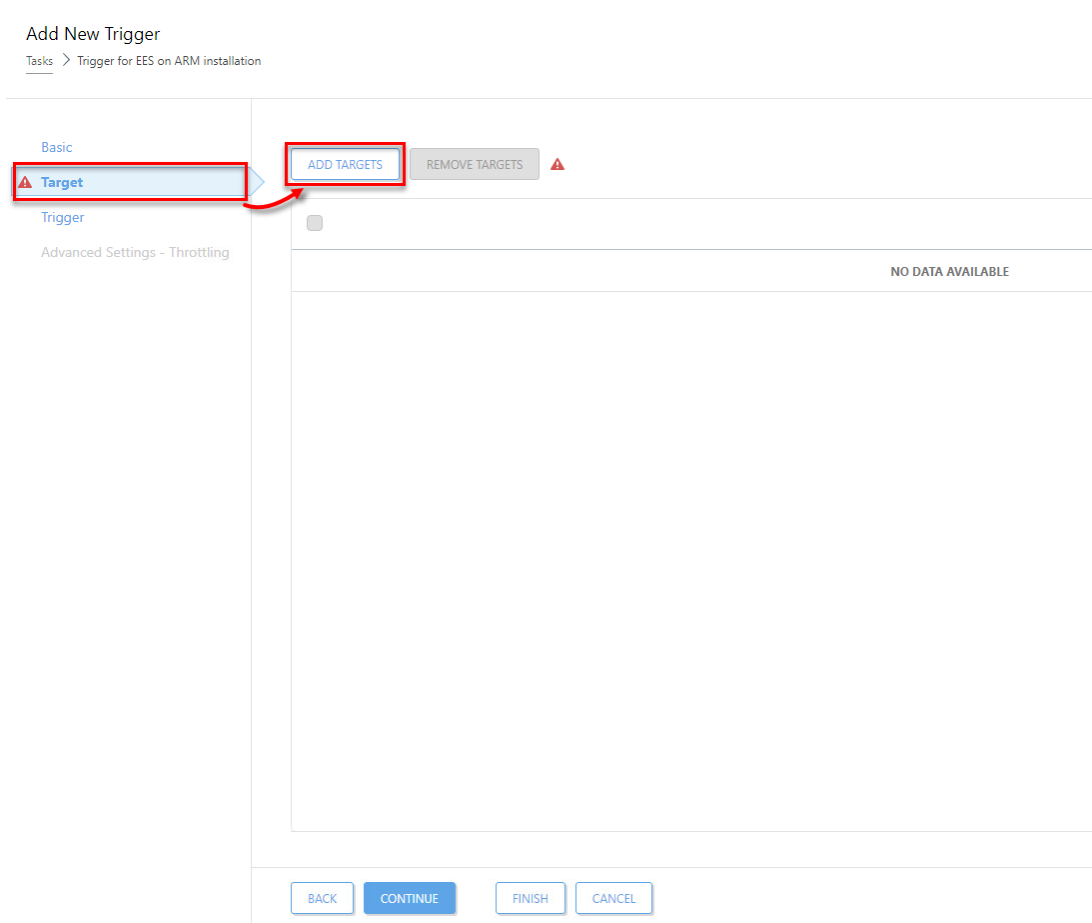 Add New Trigger
Tasks > Trigger for EES on ARM installation
Basic
Target
Trigger
Advanced Settings - Throttling
ADD TARGETS REMOVE TARGETS
NO DATA AVAILABLE
BACK CONTINUE FINISH CANCEL